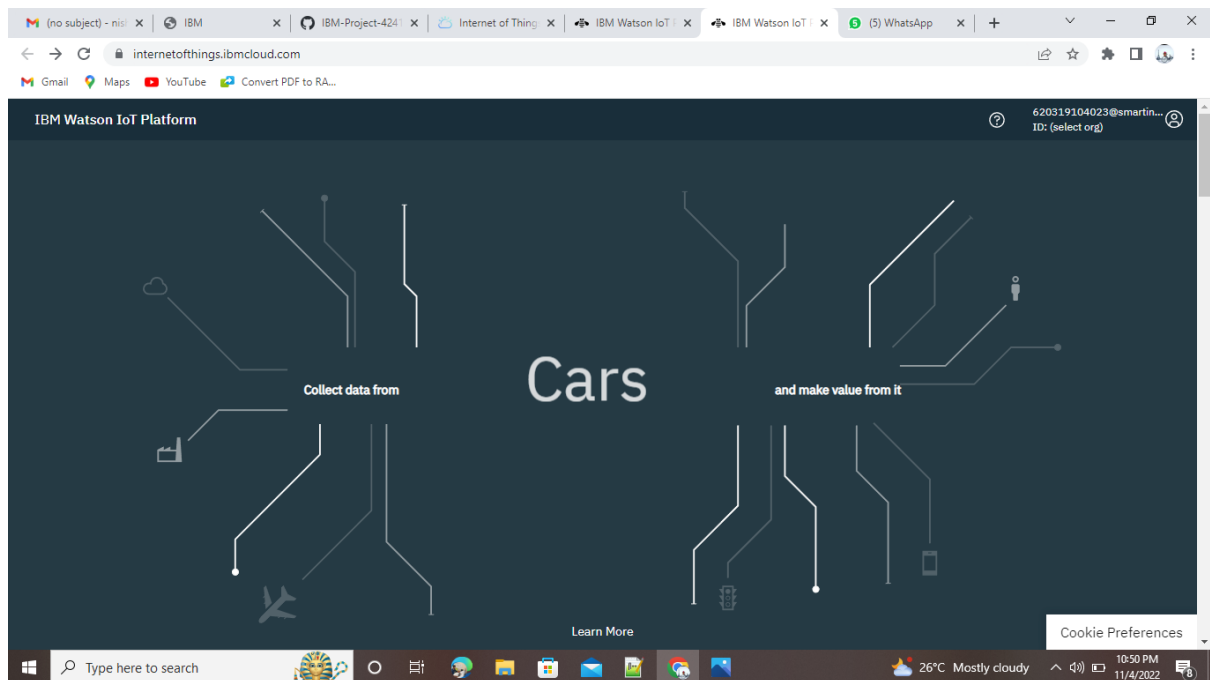 (no subject) - nisl
IBM
IBM-Project-4241
Internet of Thing
IBM Watson IoT P
IBM Watson IoT P
(5) WhatsApp
internetofthings.ibmcloud.com
Gmail
Maps
YouTube
Convert PDF to RA...
IBM Watson IoT Platform
620319104023@smartin...
ID: (select org)
Collect data from
Cars
and make value from it
Learn More
Cookie Preferences
Type here to search
26°C Mostly cloudy
10:50 PM
11/4/2022
8